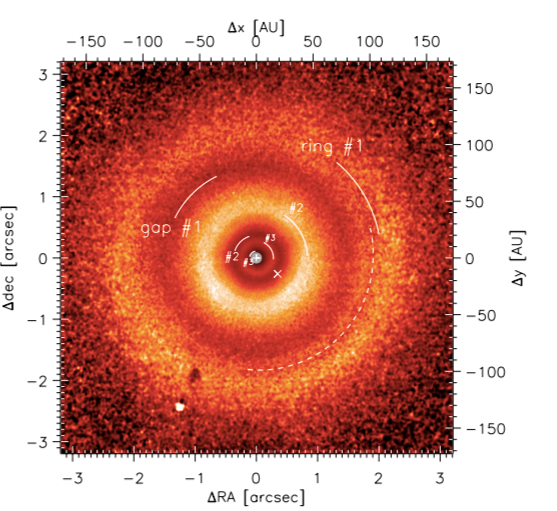 Δx [AU]
−150 −100 −50 0 50 100 150
3 2 1 0 −1 −2 −3
Δdec [arcsec]
150 100 50 0 −50 −100 −150
Δy [AU]
ring #1
gap #1
#2
#3
#2
#3
−3 −2 −1 0 1 2 3
ΔRA [arcsec]